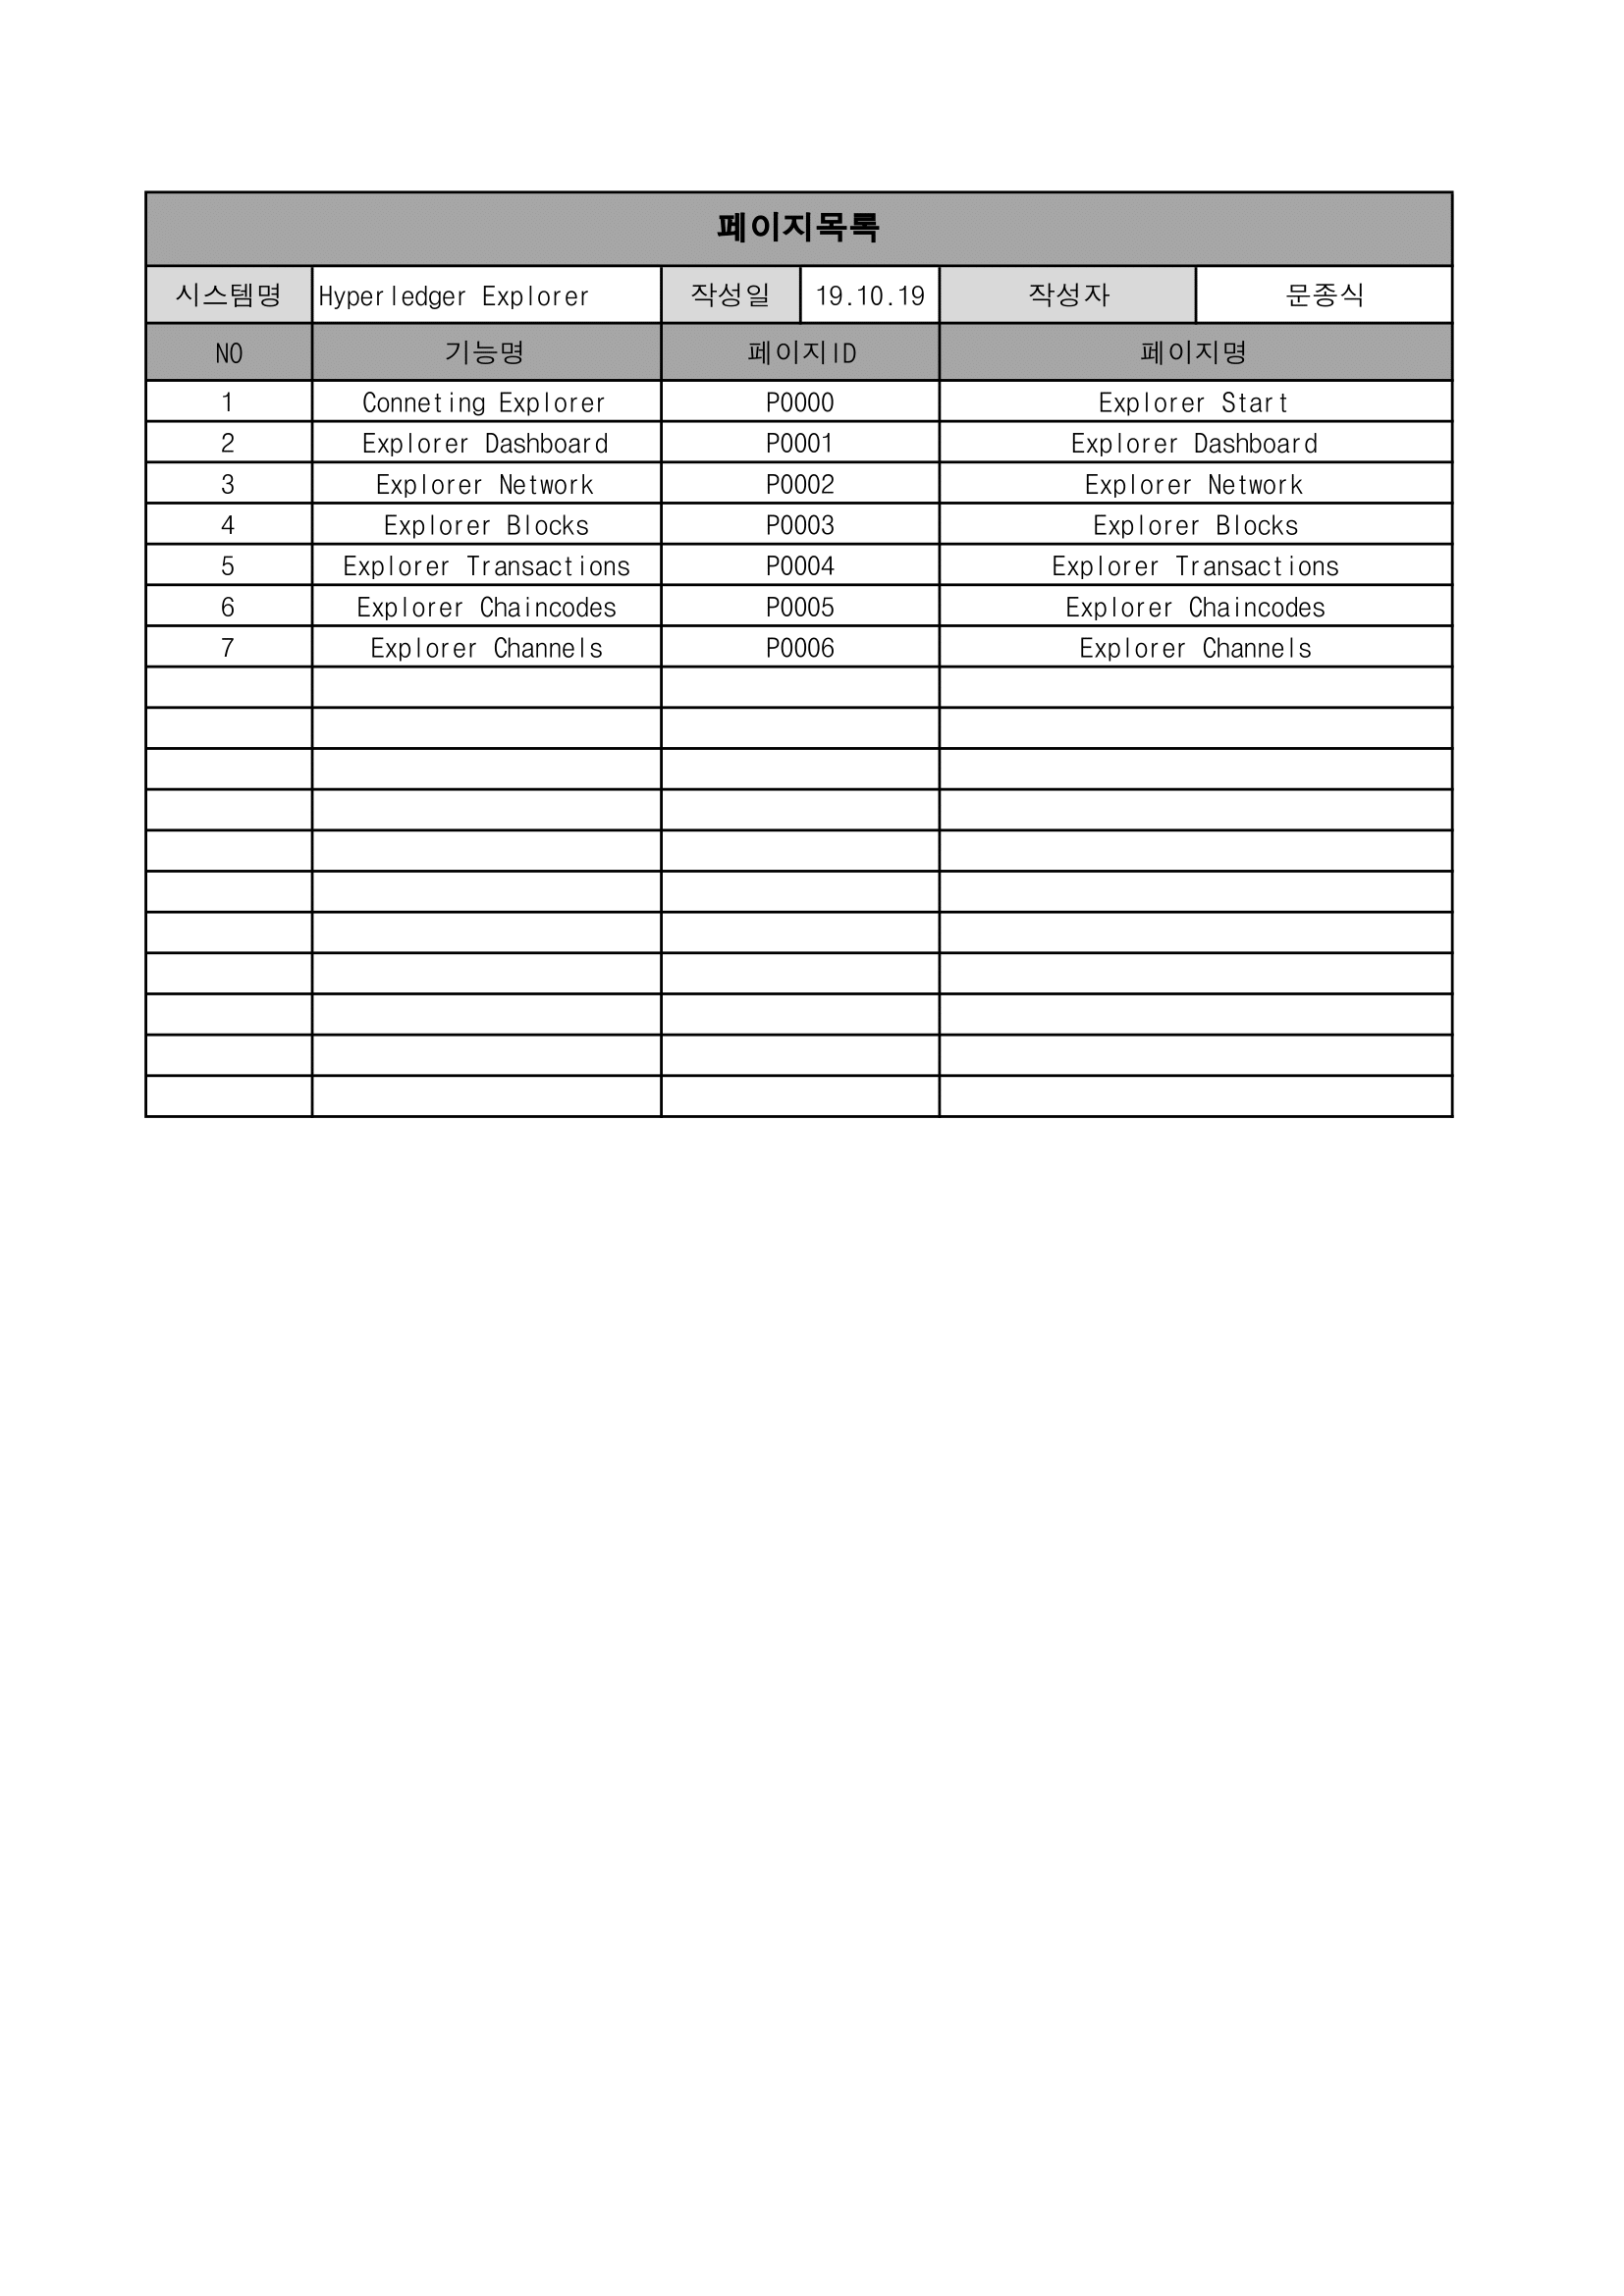 페이지목록
시스템명 Hyperledger Explorer 작성일 19.10.19 작성자 문종식
NO 기능명 페이지ID 페이지명
1 Conneting Explorer P0000 Explorer Start
2 Explorer Dashboard P0001 Explorer Dashboard
3 Explorer Network P0002 Explorer Network
4 Explorer Blocks P0003 Explorer Blocks
5 Explorer Transactions P0004 Explorer Transactions
6 Explorer Chaincodes P0005 Explorer Chaincodes
7 Explorer Channels P0006 Explorer Channels